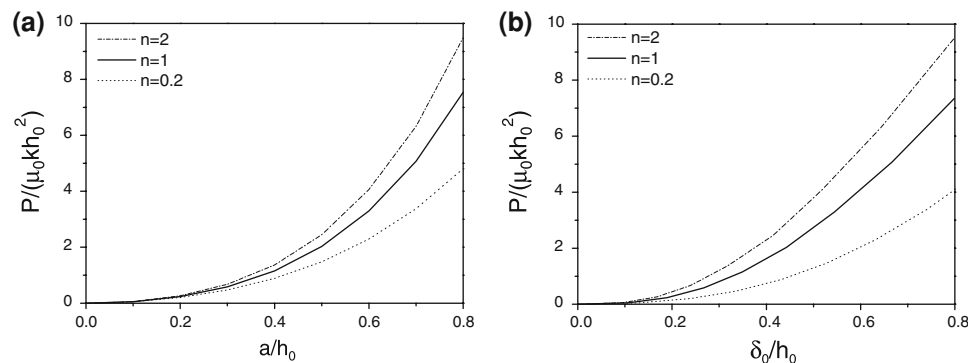 (a)
n=2
n=1
n=0.2
P/(μ₀kh₀²)
10
8
6
4
2
0
0.0 0.2 0.4 0.6 0.8
a/h₀
(b)
n=2
n=1
n=0.2
P/(μ₀kh₀²)
10
8
6
4
2
0
0.0 0.2 0.4 0.6 0.8
δ₀/h₀